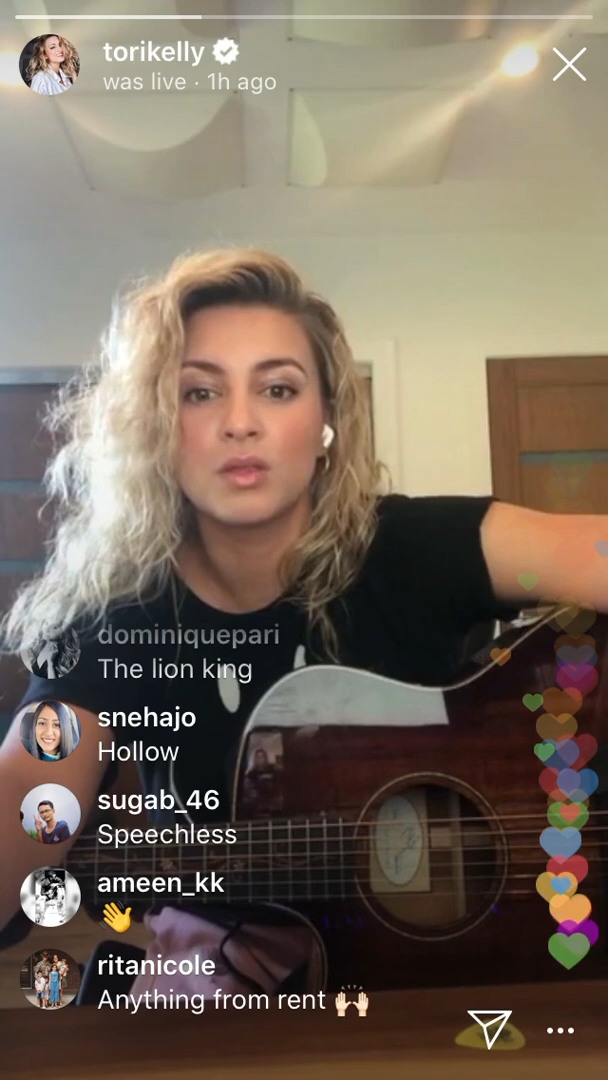 torikelly
was live · 1h ago
dominiquepari
The lion king
snehajo
Hollow
sugab_46
Speechless
ameen_kk
👋
ritanicole
Anything from rent 🙌🏻